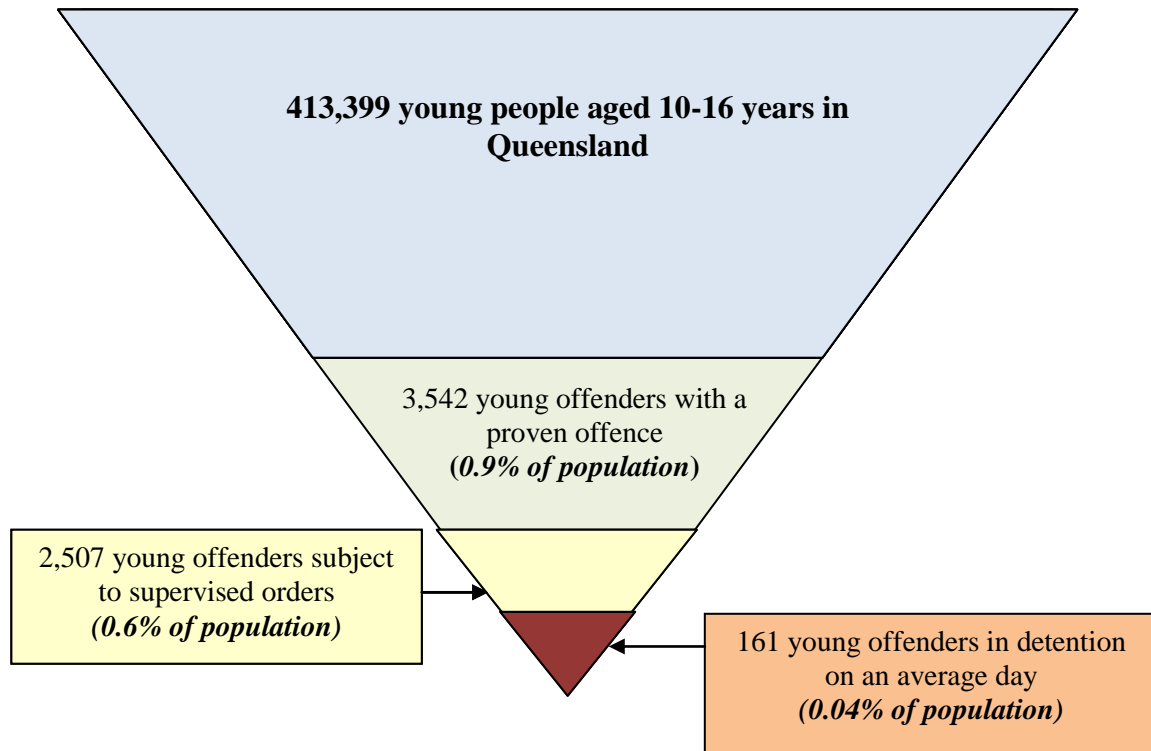 413,399 young people aged 10-16 years in
Queensland
3,542 young offenders with a
proven offence
(0.9% of population)
2,507 young offenders subject
to supervised orders
(0.6% of population)
161 young offenders in detention
on an average day
(0.04% of population)